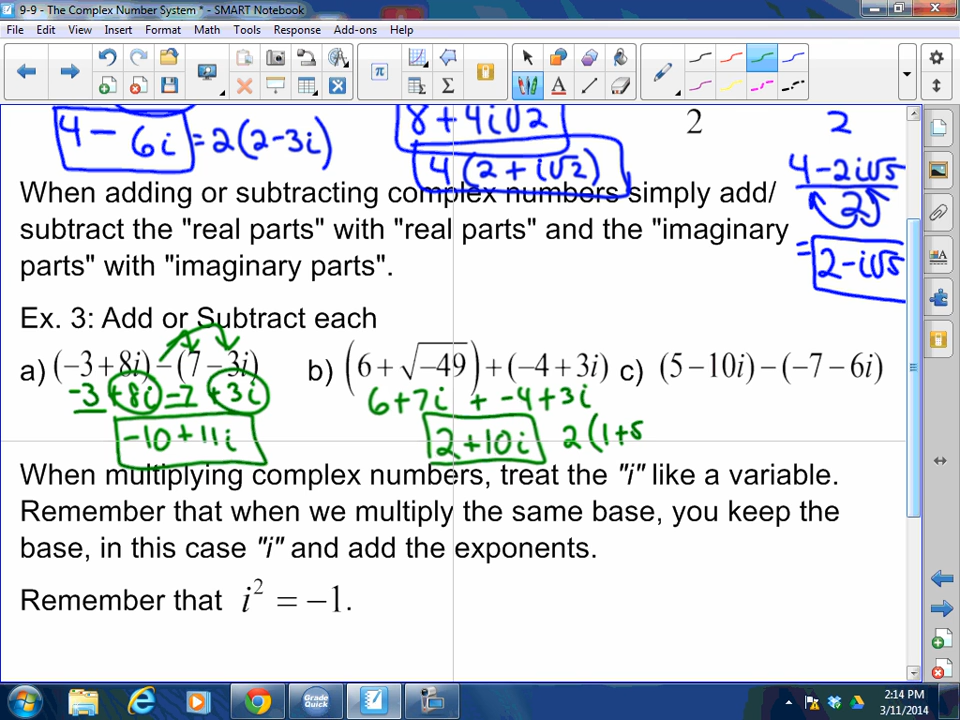 9-9 - The Complex Number System * - SMART Notebook
File Edit View Insert Format Math Tools Response Add-ons Help
4 - 6i = 2(2-3i)
8 + 4i√2
4(2+i√2)
2
2
4-2i√5
2
= 2-i√5
When adding or subtracting complex numbers simply add/
subtract the "real parts" with "real parts" and the "imaginary
parts" with "imaginary parts".
Ex. 3: Add or Subtract each
a) (-3+8i)-(7-3i) b) (6+√-49)+(-4+3i) c) (5-10i)-(-7-6i)
-3 +8i -7 +3i 6+7i + -4+3i
-10+11i 2+10i 2(1+5
When multiplying complex numbers, treat the "i" like a variable.
Remember that when we multiply the same base, you keep the
base, in this case "i" and add the exponents.
Remember that i² = -1.
Grade Quick
2:14 PM
3/11/2014